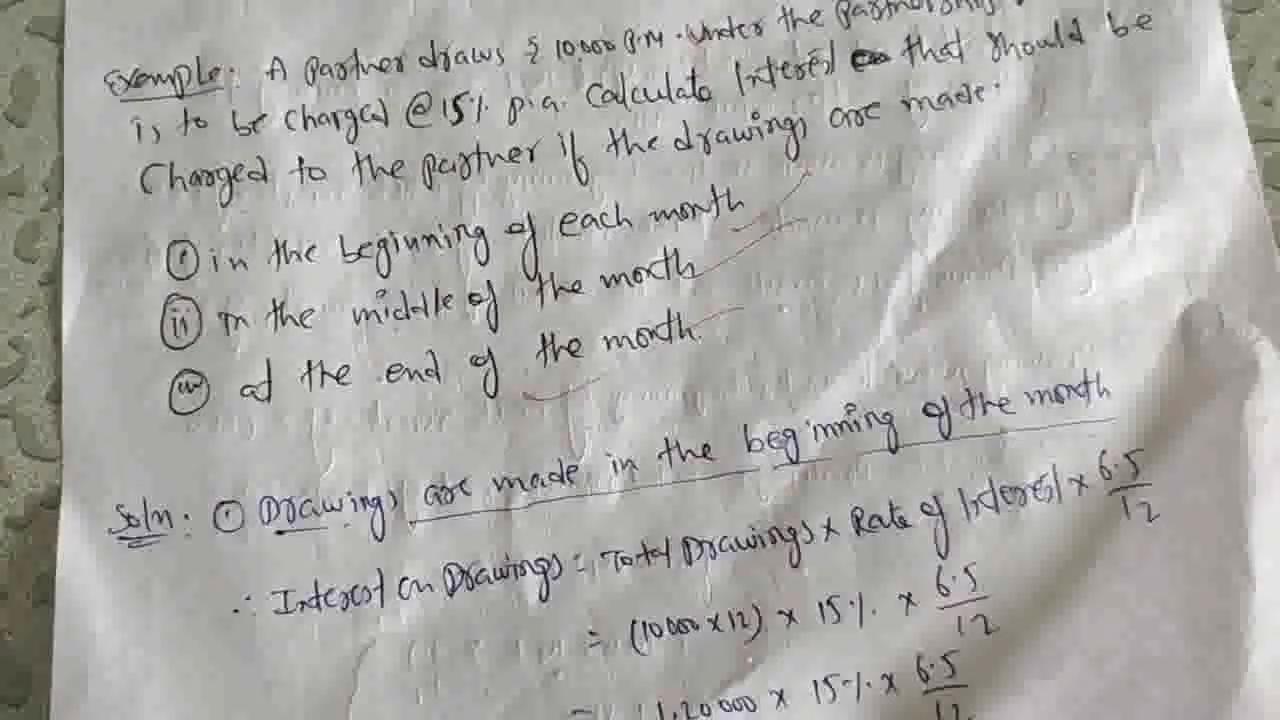 Example: A partner draws ₹ 10,000 P.M. Under the Partnership
is to be charged @ 15% p.a. Calculate Interest that should be
Charged to the partner if the drawings are made:
(i) in the beginning of each month
(ii) in the middle of the month
(iii) at the end of the month.
Soln: (i) Drawings are made in the beginning of the month
∴ Interest on Drawings = Total Drawings × Rate of Interest × 6.5/12
= (10000 × 12) × 15% × 6.5/12
= 1,20000 × 15% × 6.5/12